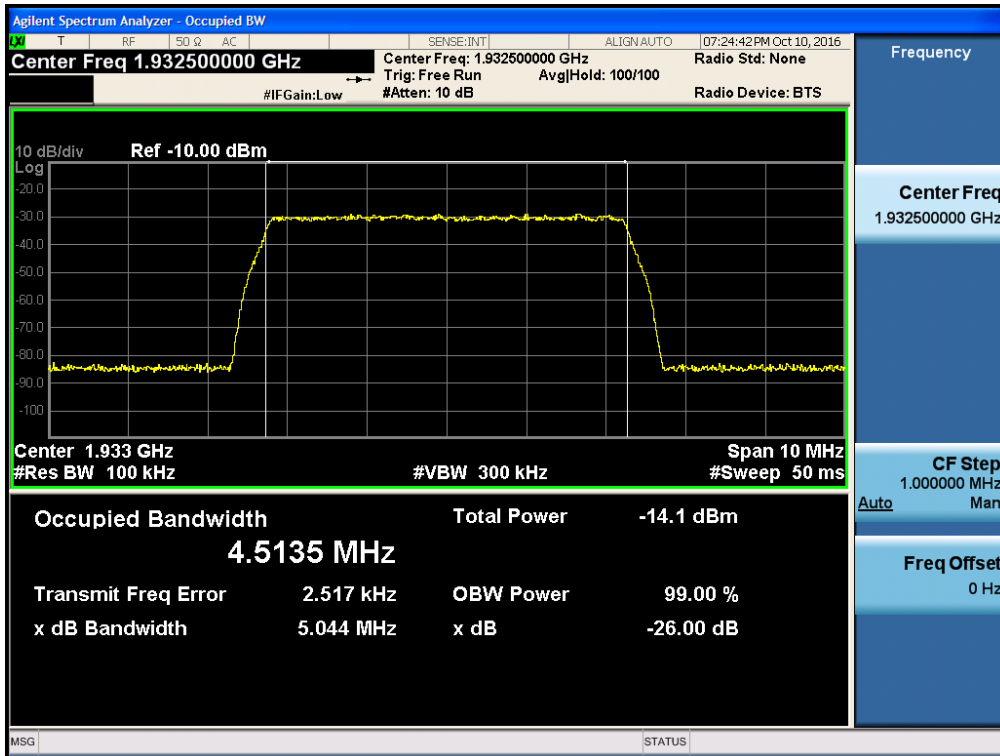 Agilent Spectrum Analyzer - Occupied BW
LXI T RF 50 Ω AC SENSE:INT ALIGN AUTO 07:24:42 PM Oct 10, 2016
Center Freq 1.932500000 GHz
Center Freq: 1.932500000 GHz
Radio Std: None
Trig: Free Run Avg|Hold: 100/100
#IFGain:Low
#Atten: 10 dB
Radio Device: BTS
10 dB/div Ref -10.00 dBm
Log
-20.0
-30.0
-40.0
-50.0
-60.0
-70.0
-80.0
-90.0
-100
Center 1.933 GHz Span 10 MHz
#Res BW 100 kHz #VBW 300 kHz #Sweep 50 ms
Occupied Bandwidth Total Power -14.1 dBm
4.5135 MHz
Transmit Freq Error 2.517 kHz OBW Power 99.00 %
x dB Bandwidth 5.044 MHz x dB -26.00 dB
MSG STATUS
Frequency
Center Freq
1.932500000 GHz
CF Step
1.000000 MHz
Auto Man
Freq Offset
0 Hz